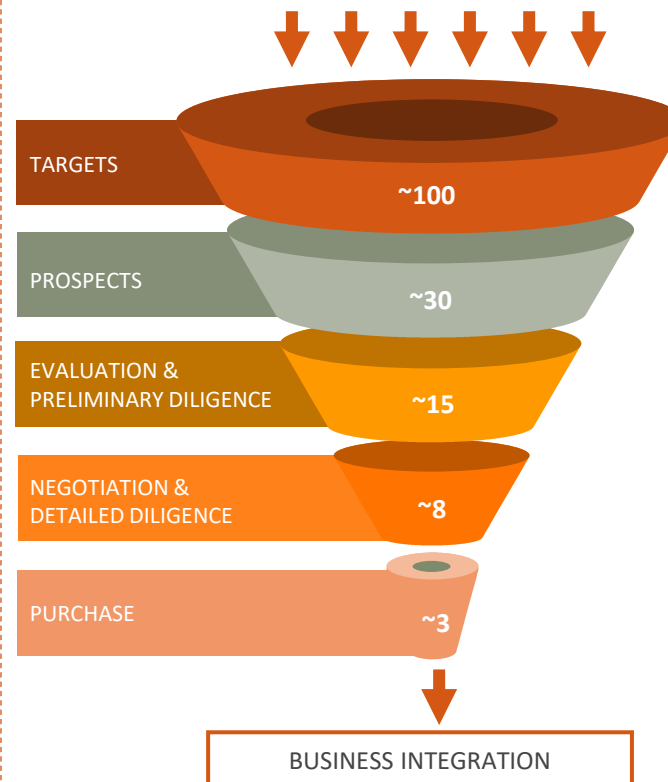 TARGETS
~100
PROSPECTS
~30
EVALUATION &
PRELIMINARY DILIGENCE
~15
NEGOTIATION &
DETAILED DILIGENCE
~8
PURCHASE
~3
BUSINESS INTEGRATION